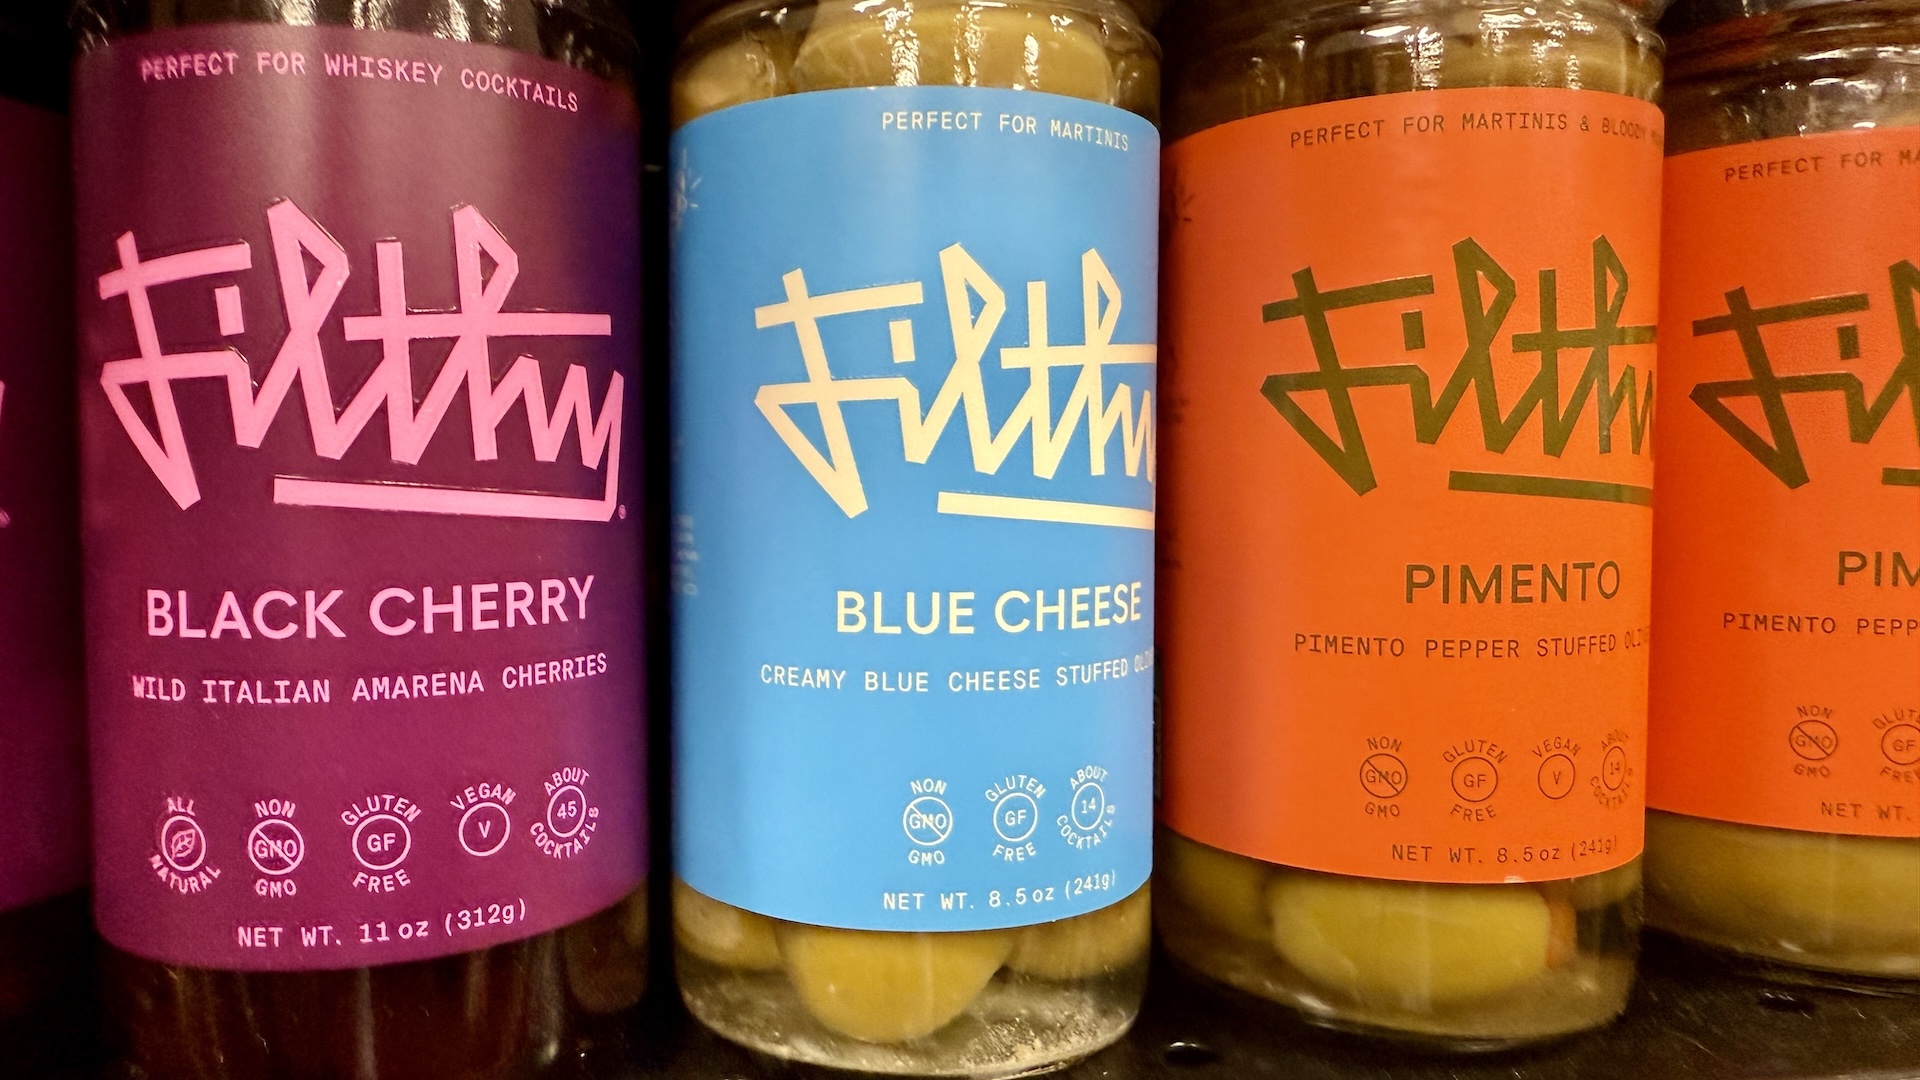 PERFECT FOR WHISKEY COCKTAILS
Filthy
BLACK CHERRY
WILD ITALIAN AMARENA CHERRIES
ALL NATURAL
NON GMO GMO
GLUTEN GF FREE
VEGAN V
ABOUT 45 COCKTAILS
NET WT. 11 oz (312g)
PERFECT FOR MARTINIS
Filthy
BLUE CHEESE
CREAMY BLUE CHEESE STUFFED
NON GMO GMO
GLUTEN GF FREE
ABOUT 14 COCKTAILS
NET WT. 8.5 oz (241g)
PERFECT FOR MARTINIS & BLOODY
Filthy
PIMENTO
PIMENTO PEPPER STUFFED
NON GMO GMO
GLUTEN GF FREE
VEGAN V
ABOUT 14 COCKTAILS
NET WT. 8.5 oz (241g)
PERFECT FOR
PIMENTO
NON GMO GMO
GF
NET WT.